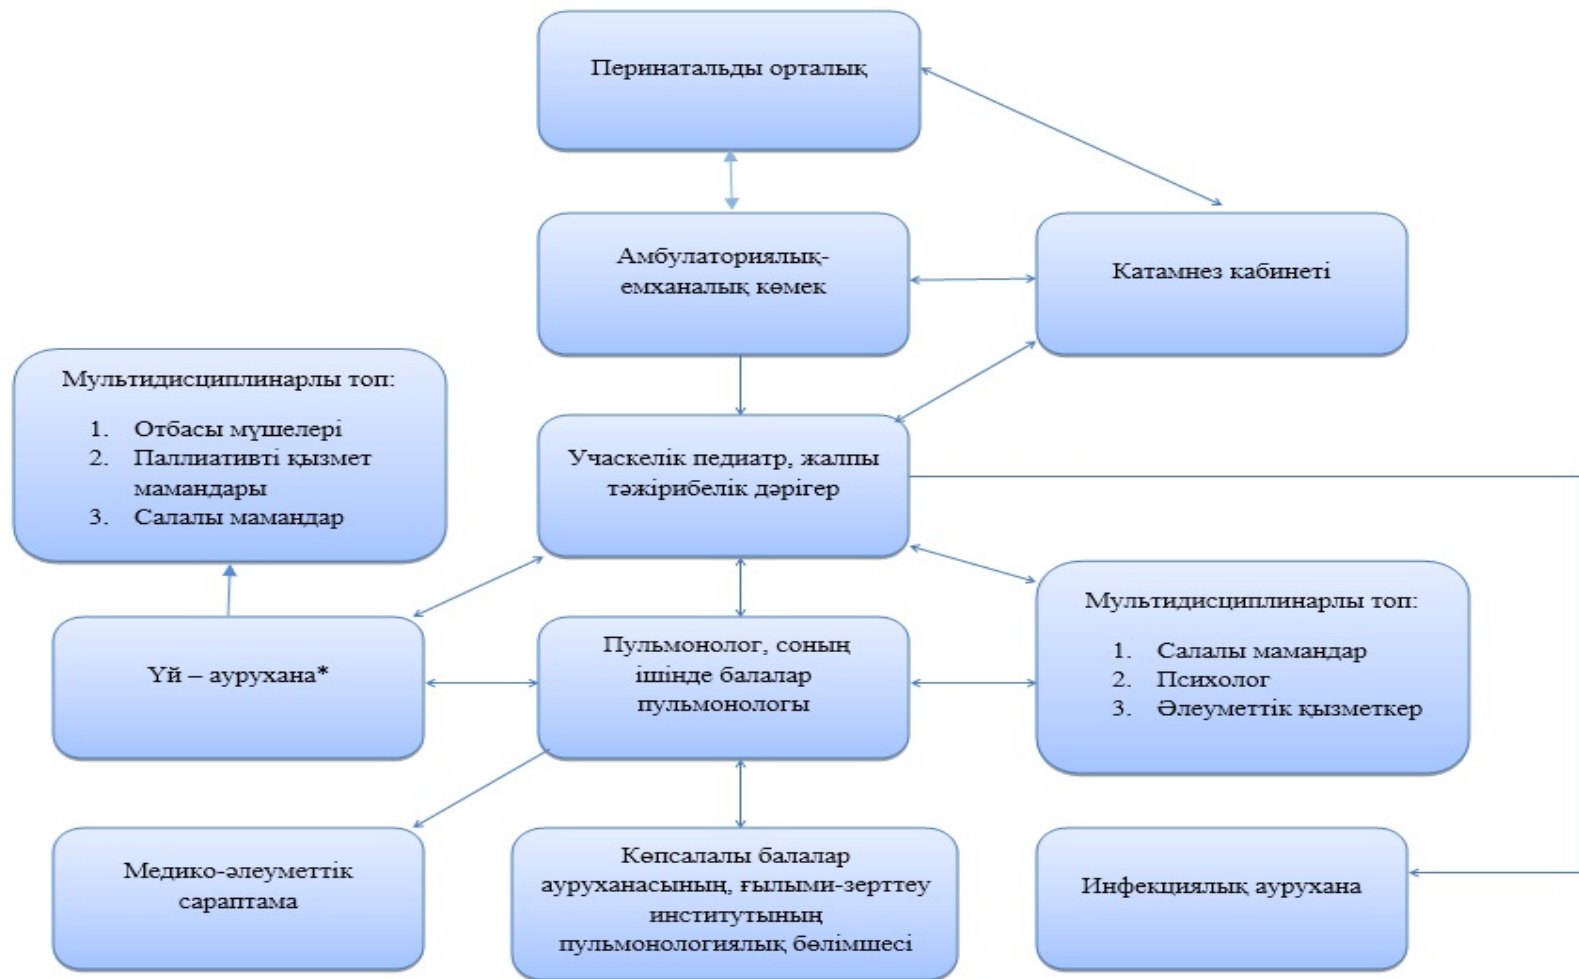 Перинатальды орталық
Амбулаториялық-
емханалық көмек
Катамнез кабинеті
Мультидисциплинарлы топ:
1. Отбасы мүшелері
2. Паллиативті қызмет
мамандары
3. Салалы мамандар
Учаскелік педиатр, жалпы
тәжірибелік дәрігер
Үй – аурухана*
Пульмонолог, соның
ішінде балалар
пульмонологы
Мультидисциплинарлы топ:
1. Салалы мамандар
2. Психолог
3. Әлеуметтік қызметкер
Медико-әлеуметтік
сараптама
Көпсалалы балалар
ауруханасының, ғылыми-зерттеу
институтының
пульмонологиялық бөлімшесі
Инфекциялық аурухана